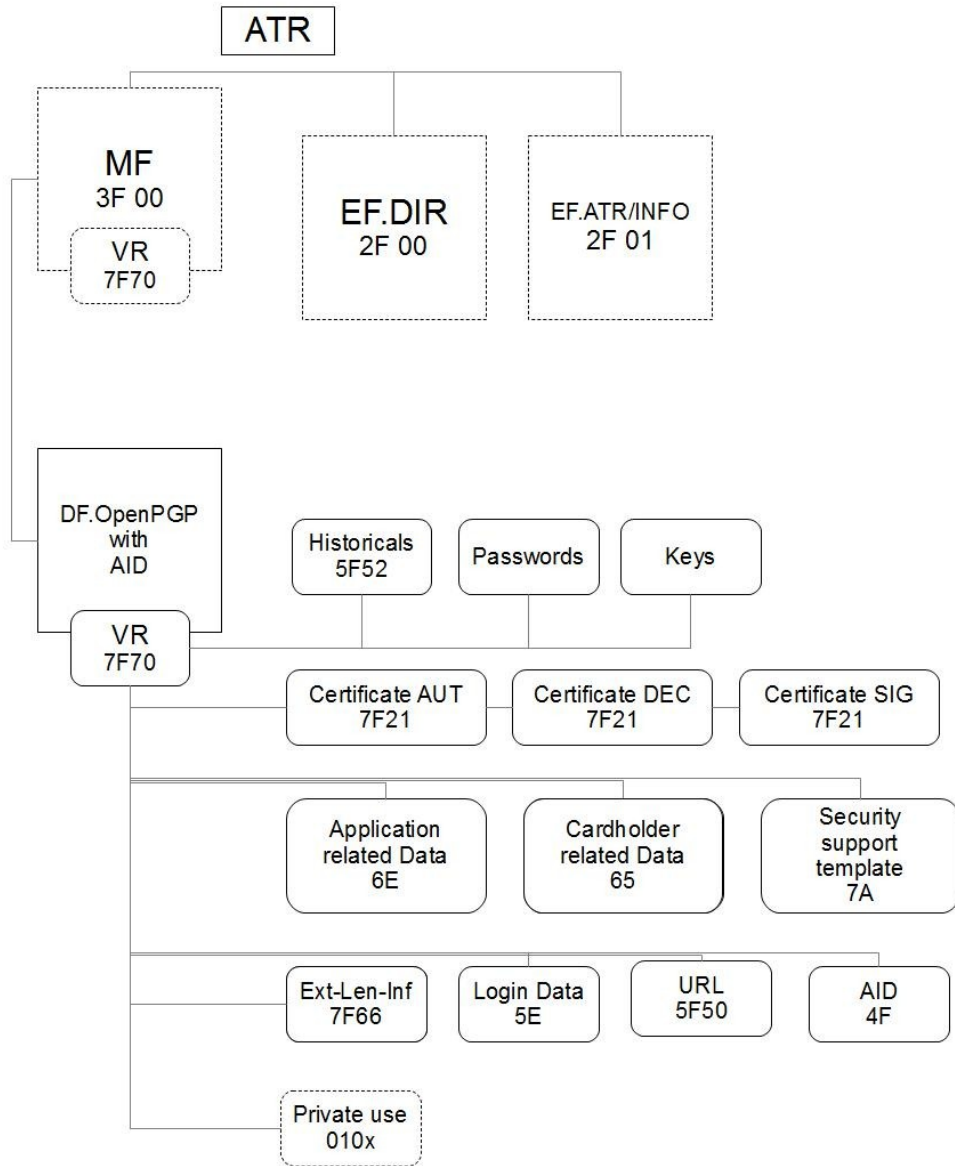 ATR
MF
3F 00
VR
7F70
EF.DIR
2F 00
EF.ATR/INFO
2F 01
DF.OpenPGP
with
AID
VR
7F70
Historicals
5F52
Passwords
Keys
Certificate AUT
7F21
Certificate DEC
7F21
Certificate SIG
7F21
Application
related Data
6E
Cardholder
related Data
65
Security
support
template
7A
Ext-Len-Inf
7F66
Login Data
5E
URL
5F50
AID
4F
Private use
010x